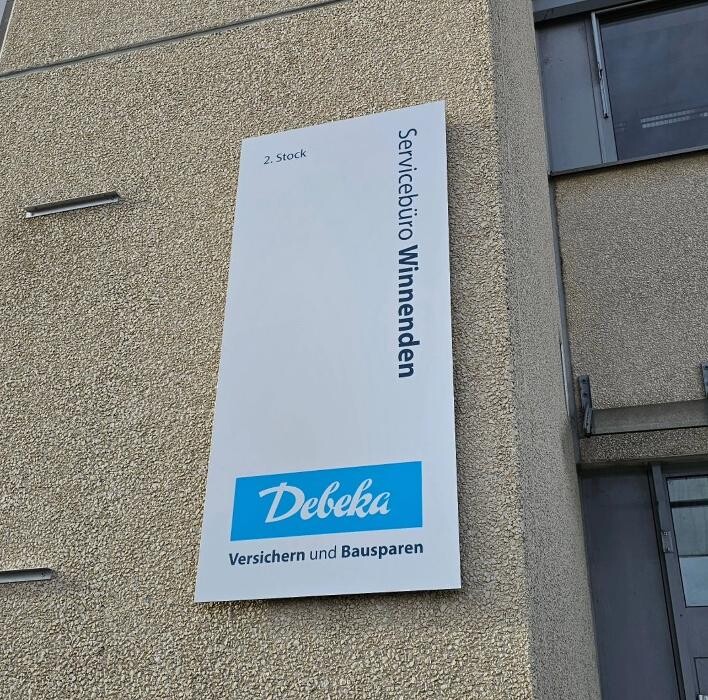 2. Stock
Servicebüro Winnenden
Debeka
Versichern und Bausparen